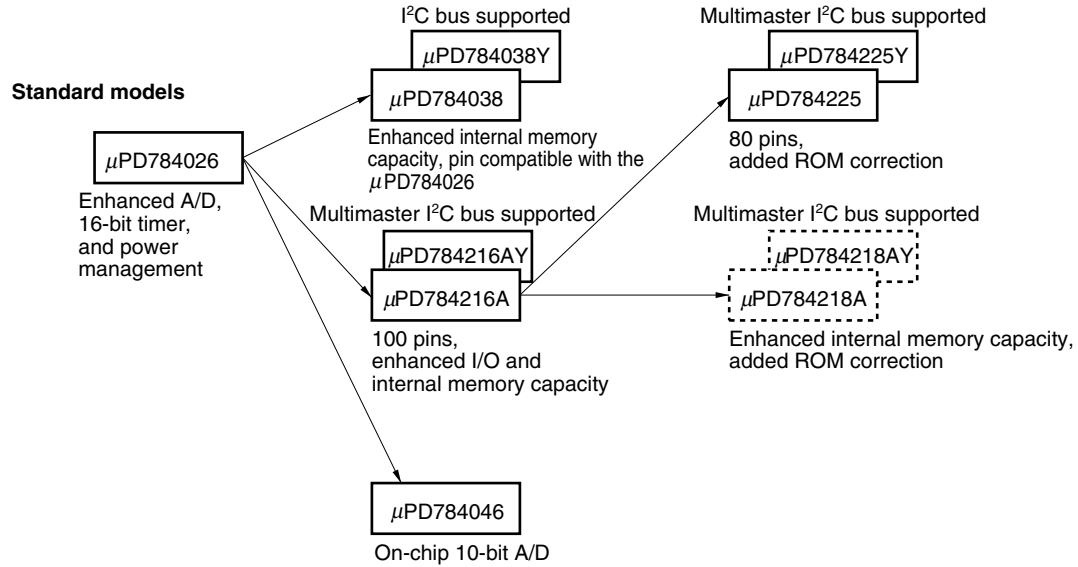 Standard models
μPD784026
Enhanced A/D,
16-bit timer,
and power
management
I²C bus supported
μPD784038Y
μPD784038
Enhanced internal memory
capacity, pin compatible with the
μPD784026
Multimaster I²C bus supported
μPD784216AY
μPD784216A
100 pins,
enhanced I/O and
internal memory capacity
μPD784046
On-chip 10-bit A/D
Multimaster I²C bus supported
μPD784225Y
μPD784225
80 pins,
added ROM correction
Multimaster I²C bus supported
μPD784218AY
μPD784218A
Enhanced internal memory capacity,
added ROM correction